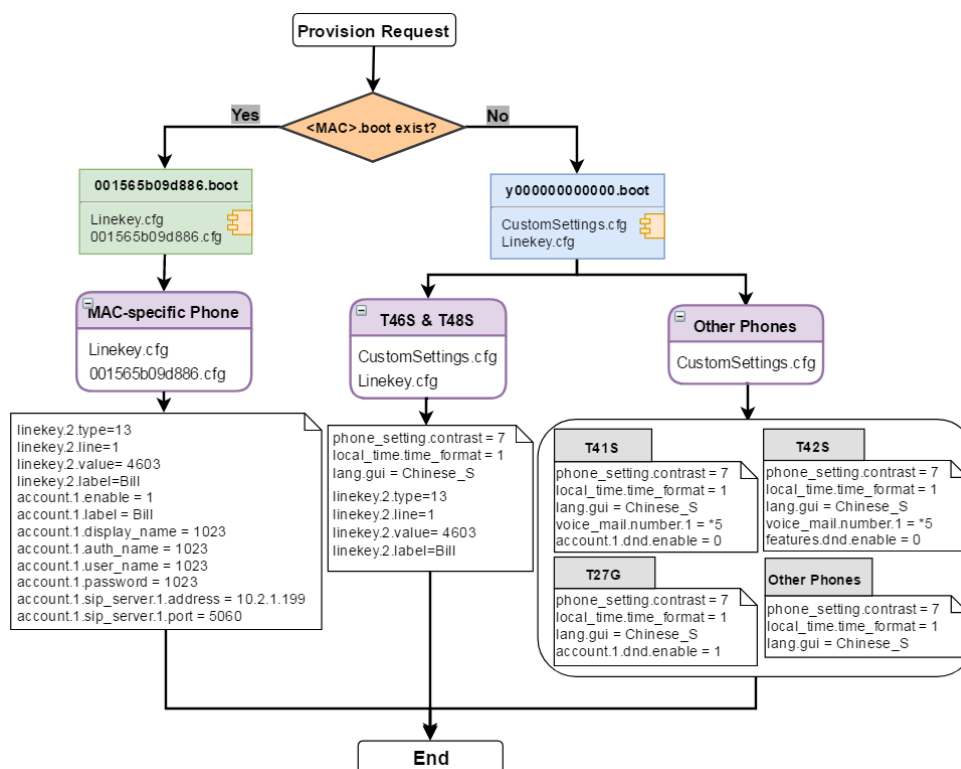 Provision Request
Yes
<MAC>.boot exist?
No
001565b09d886.boot
Linekey.cfg
001565b09d886.cfg
y000000000000.boot
CustomSettings.cfg
Linekey.cfg
MAC-specific Phone
Linekey.cfg
001565b09d886.cfg
T46S & T48S
CustomSettings.cfg
Linekey.cfg
Other Phones
CustomSettings.cfg
linekey.2.type=13
linekey.2.line=1
linekey.2.value= 4603
linekey.2.label=Bill
account.1.enable = 1
account.1.label = Bill
account.1.display_name = 1023
account.1.auth_name = 1023
account.1.user_name = 1023
account.1.password = 1023
account.1.sip_server.1.address = 10.2.1.199
account.1.sip_server.1.port = 5060
phone_setting.contrast = 7
local_time.time_format = 1
lang.gui = Chinese_S
linekey.2.type=13
linekey.2.line=1
linekey.2.value= 4603
linekey.2.label=Bill
T41S
phone_setting.contrast = 7
local_time.time_format = 1
lang.gui = Chinese_S
voice_mail.number.1 = *5
account.1.dnd.enable = 0
T42S
phone_setting.contrast = 7
local_time.time_format = 1
lang.gui = Chinese_S
voice_mail.number.1 = *5
features.dnd.enable = 0
T27G
phone_setting.contrast = 7
local_time.time_format = 1
lang.gui = Chinese_S
account.1.dnd.enable = 1
Other Phones
phone_setting.contrast = 7
local_time.time_format = 1
lang.gui = Chinese_S
End